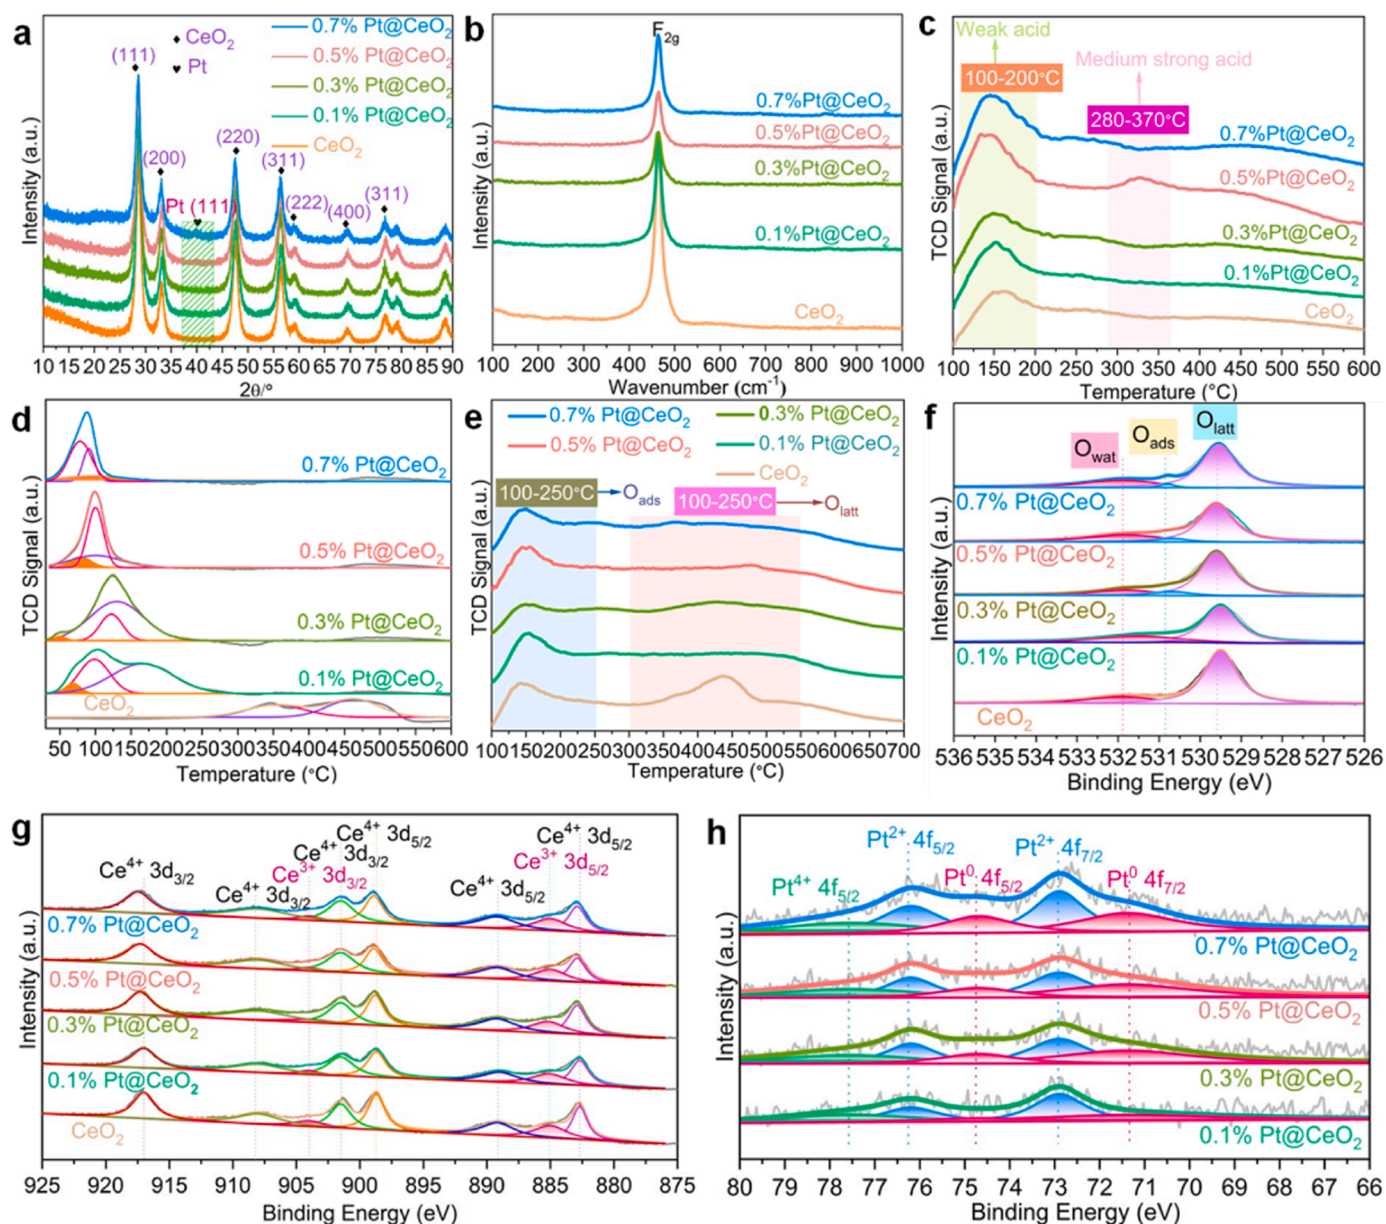 a
CeO2
Pt
0.7% Pt@CeO2
0.5% Pt@CeO2
0.3% Pt@CeO2
0.1% Pt@CeO2
CeO2
(111)
(200)
Pt (111)
(220)
(311)
(222)
(400)
(311)
Intensity (a.u.)
10 15 20 25 30 35 40 45 50 55 60 65 70 75 80 85 90
2θ/°
b
F2g
0.7%Pt@CeO2
0.5%Pt@CeO2
0.3%Pt@CeO2
0.1%Pt@CeO2
CeO2
Intensity (a.u.)
100 200 300 400 500 600 700 800 900 1000
Wavenumber (cm-1)
c
Weak acid
100-200°C
Medium strong acid
280-370°C
0.7%Pt@CeO2
0.5%Pt@CeO2
0.3%Pt@CeO2
0.1%Pt@CeO2
CeO2
TCD Signal (a.u.)
100 150 200 250 300 350 400 450 500 550 600
Temperature (°C)
d
0.7% Pt@CeO2
0.5% Pt@CeO2
0.3% Pt@CeO2
0.1% Pt@CeO2
CeO2
TCD Signal (a.u.)
50 100 150 200 250 300 350 400 450 500 550 600
Temperature (°C)
e
0.7% Pt@CeO2
0.3% Pt@CeO2
0.5% Pt@CeO2
0.1% Pt@CeO2
CeO2
100-250°C
Oads
100-250°C
Olatt
TCD Signal (a.u.)
100 150 200 250 300 350 400 450 500 550 600 650 700
Temperature (°C)
f
Owat
Oads
Olatt
0.7% Pt@CeO2
0.5% Pt@CeO2
0.3% Pt@CeO2
0.1% Pt@CeO2
CeO2
Intensity (a.u.)
536 535 534 533 532 531 530 529 528 527 526
Binding Energy (eV)
g
Ce4+ 3d3/2
Ce4+ 3d3/2
Ce3+ 3d3/2
Ce4+ 3d3/2
Ce4+ 3d5/2
Ce4+ 3d5/2
Ce3+ 3d5/2
Ce4+ 3d5/2
0.7% Pt@CeO2
0.5% Pt@CeO2
0.3% Pt@CeO2
0.1% Pt@CeO2
CeO2
Intensity (a.u.)
925 920 915 910 905 900 895 890 885 880 875
Binding Energy (eV)
h
Pt4+ 4f5/2
Pt2+ 4f5/2
Pt0 4f5/2
Pt2+ 4f7/2
Pt0 4f7/2
0.7% Pt@CeO2
0.5% Pt@CeO2
0.3% Pt@CeO2
0.1% Pt@CeO2
Intensity (a.u.)
80 79 78 77 76 75 74 73 72 71 70 69 68 67 66
Binding Energy (eV)